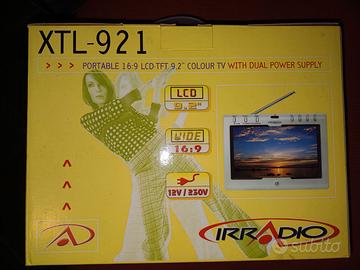 XTL-921
> > > PORTABLE 16:9 LCD-TFT 9.2" COLOUR TV WITH DUAL POWER SUPPLY
LCD
9.2"
WIDE
16:9
12V / 230V
IRRADIO
subito